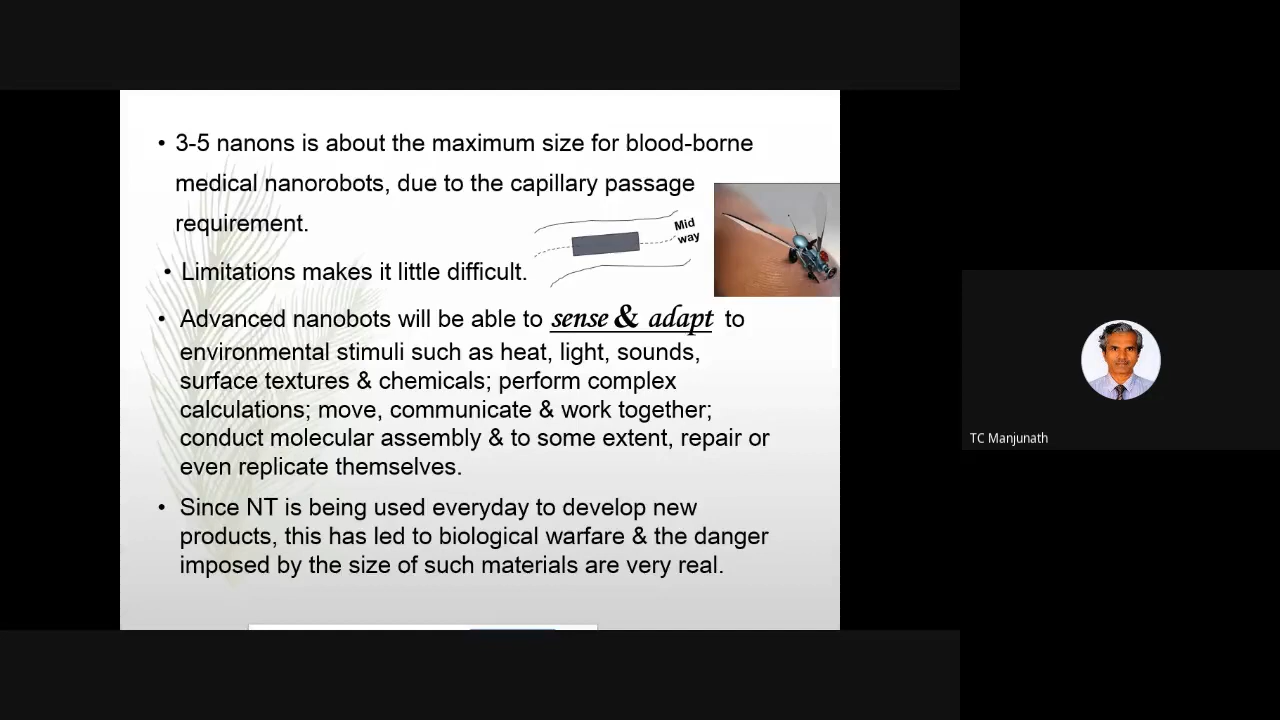 • 3-5 nanons is about the maximum size for blood-borne
medical nanorobots, due to the capillary passage
requirement.
Mid
way
• Limitations makes it little difficult.
• Advanced nanobots will be able to sense & adapt to
environmental stimuli such as heat, light, sounds,
surface textures & chemicals; perform complex
calculations; move, communicate & work together;
conduct molecular assembly & to some extent, repair or
even replicate themselves.
• Since NT is being used everyday to develop new
products, this has led to biological warfare & the danger
imposed by the size of such materials are very real.
TC Manjunath